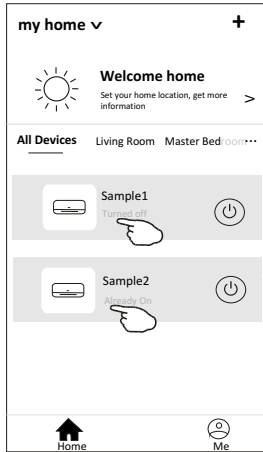 my home
Welcome home
Set your home location, get more
information
All Devices Living Room Master Bedroom
Sample1
Turned off
Sample2
Already On
Home Me